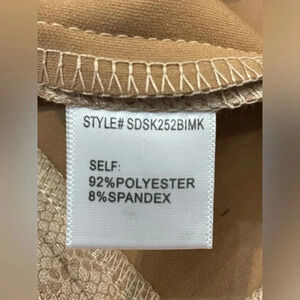 STYLE# SDSK252BIMK
SELF:
92%POLYESTER
8%SPANDEX